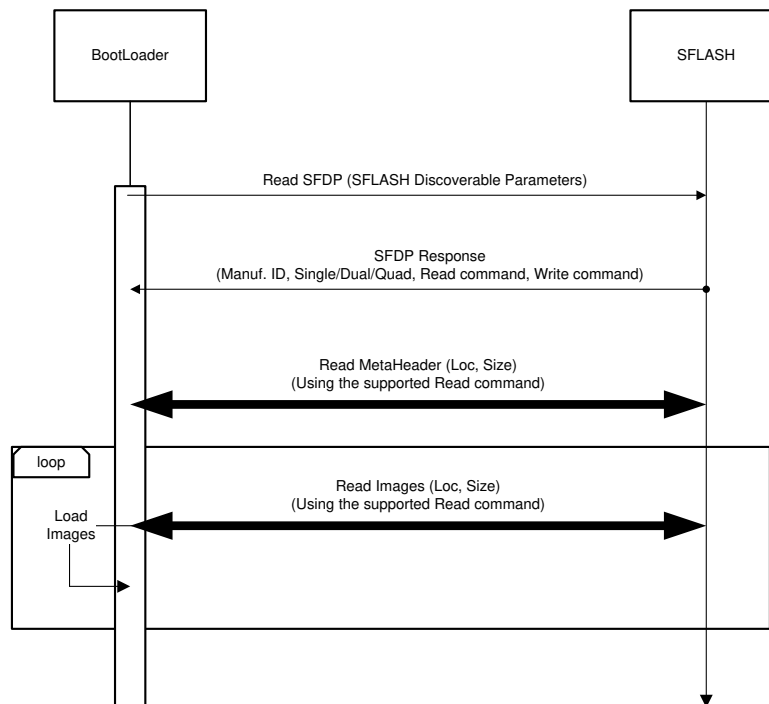 BootLoader
SFLASH
Read SFDP (SFLASH Discoverable Parameters)
SFDP Response
(Manuf. ID, Single/Dual/Quad, Read command, Write command)
Read MetaHeader (Loc, Size)
(Using the supported Read command)
loop
Read Images (Loc, Size)
(Using the supported Read command)
Load
Images